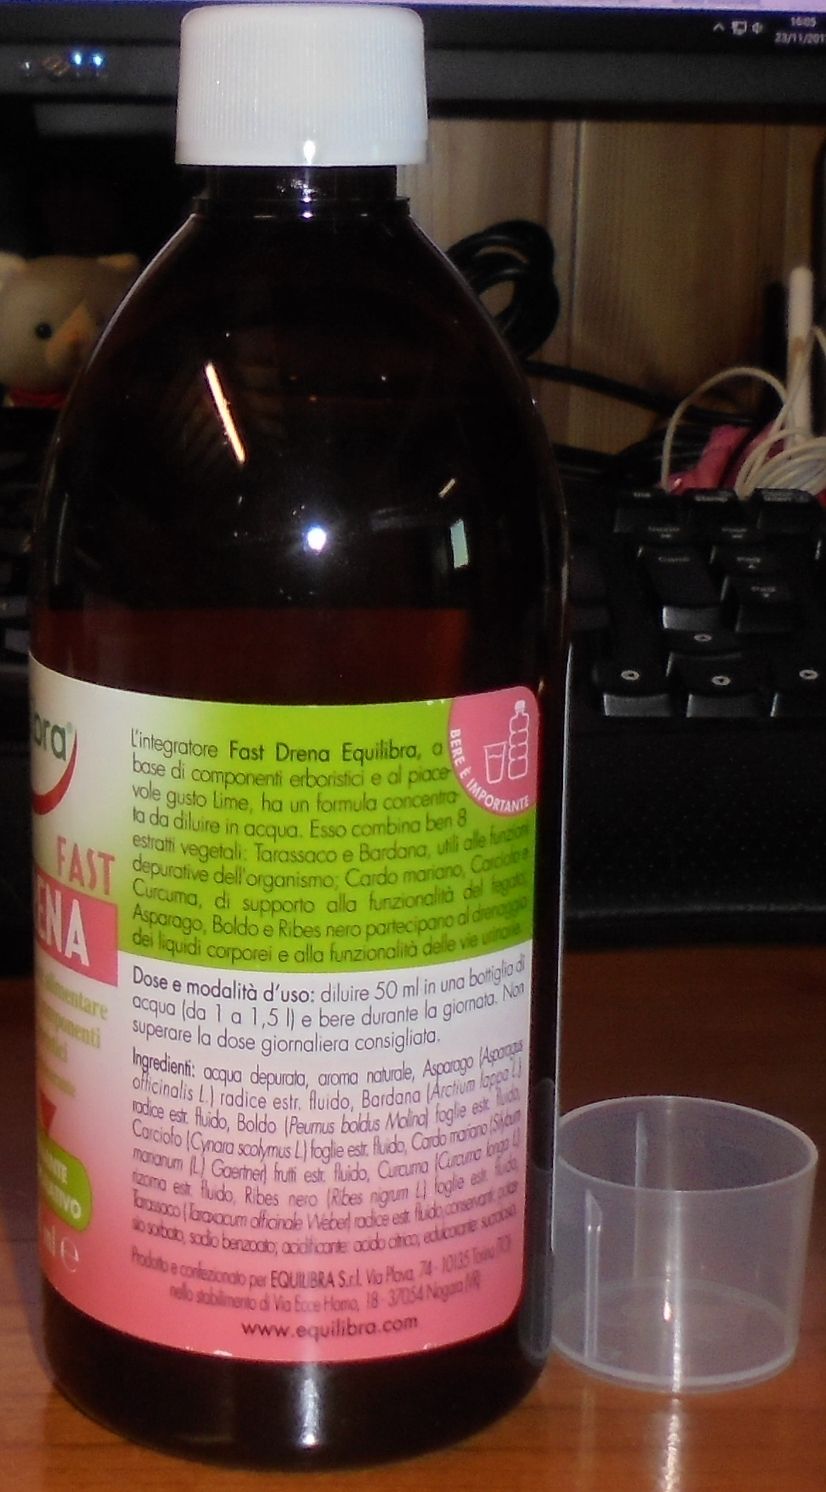 16:05
23/11/201
bra®
FAST
ENA
L'integratore Fast Drena Equilibra, a
base di componenti erboristici e al piace-
vole gusto Lime, ha un formula concentra-
ta da diluire in acqua. Esso combina ben 8
estratti vegetali: Tarassaco e Bardana, utili alle funzioni
depurative dell'organismo; Cardo mariano, Carciofo e
Curcuma, di supporto alla funzionalità del fegato;
Asparago, Boldo e Ribes nero partecipano al drenaggio
dei liquidi corporei e alla funzionalità delle vie urinarie.
BERE È IMPORTANTE
Dose e modalità d'uso: diluire 50 ml in una bottiglia di
acqua (da 1 a 1,5 l) e bere durante la giornata. Non
superare la dose giornaliera consigliata.
Ingredienti: acqua depurata, aroma naturale, Asparago (Asparagus
officinalis L.) radice estr. fluido, Bardana (Arctium lappa L.)
radice estr. fluido, Boldo (Peumus boldus Molina) foglie estr. fluido,
Carciofo (Cynara scolymus L.) foglie estr. fluido, Cardo mariano (Silybum
marianum (L.) Gaertner) frutti estr. fluido, Curcuma (Curcuma longa L.)
rizoma estr. fluido, Ribes nero (Ribes nigrum L.) foglie estr. fluido,
Tarassaco (Taraxacum officinale Weber) radice estr. fluido, conservanti: potas-
sio sorbato, sodio benzoato; acidificante: acido citrico, edulcorante: sucralosio.
Prodotto e confezionato per EQUILIBRA S.r.l. Via Plava, 74 - 10135 Torino (TO)
nello stabilimento di Via Ecce Homo, 18 - 37054 Nogara (VR)
www.equilibra.com
ml e